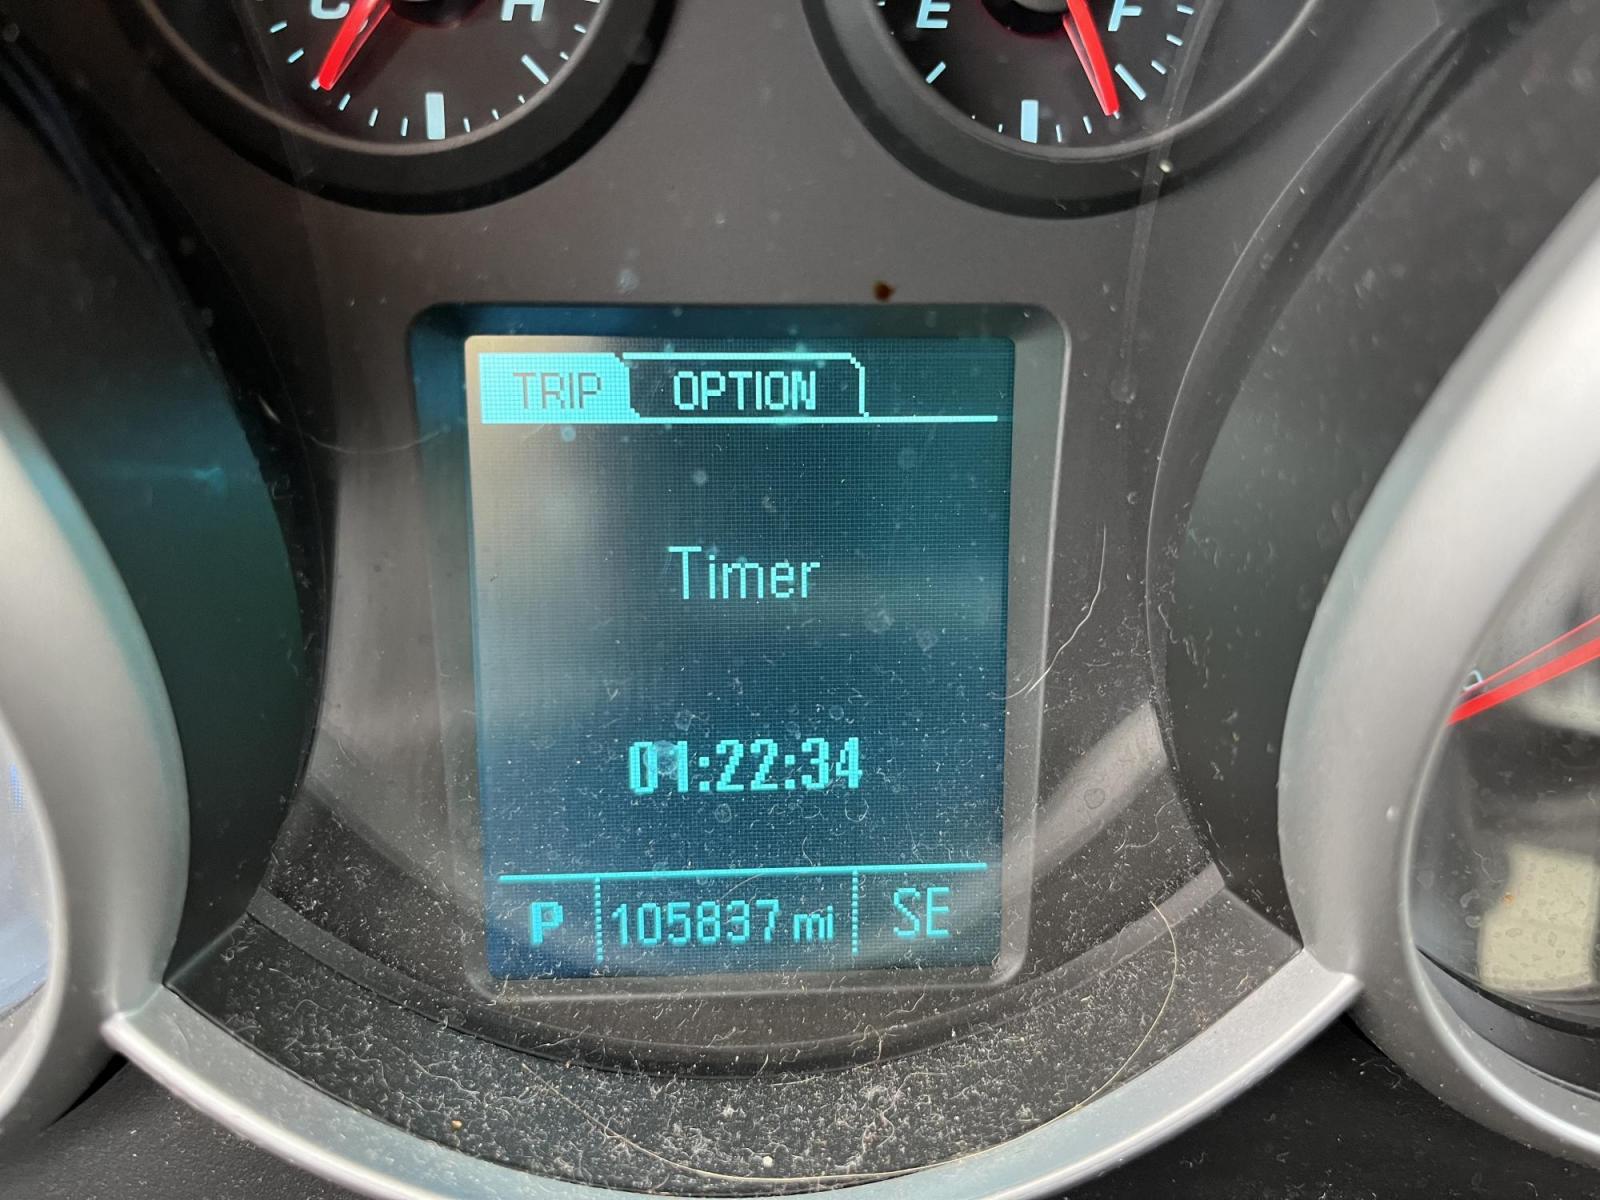 C H E F
TRIP OPTION
Timer
01:22:34
P 105837 mi SE